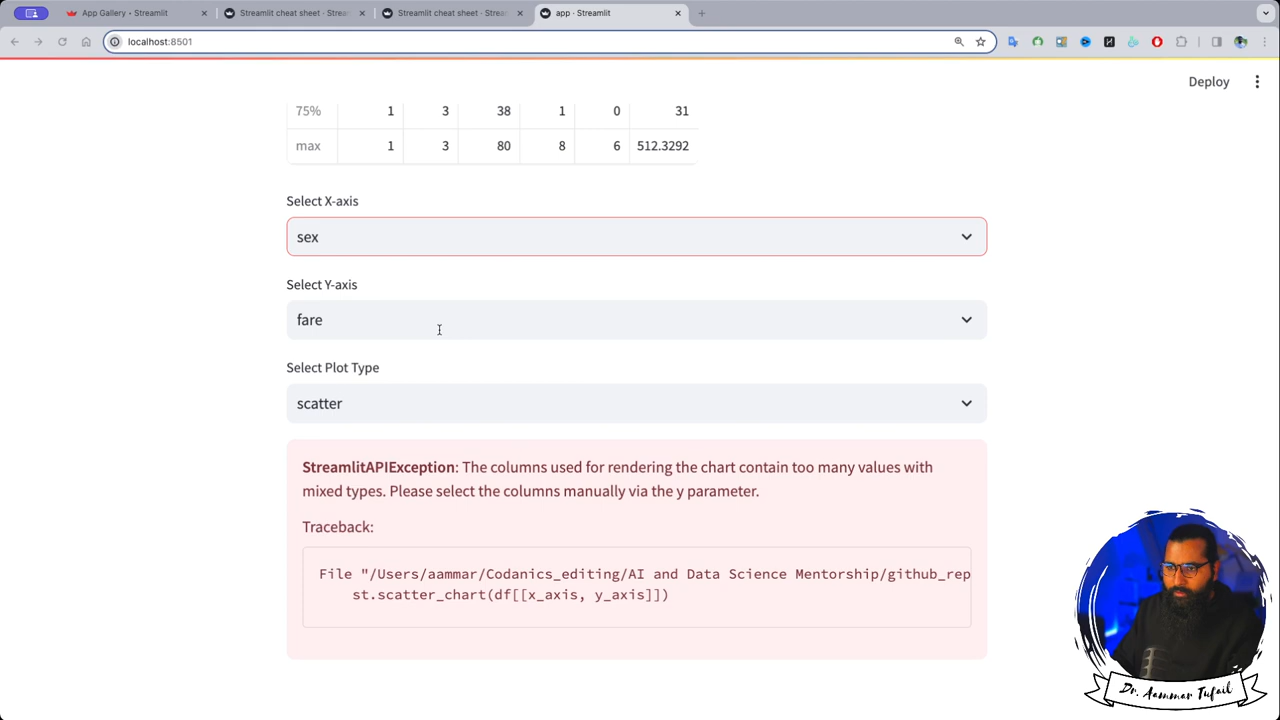 App Gallery • Streamlit
Streamlit cheat sheet - Strea
Streamlit cheat sheet - Strea
app · Streamlit
localhost:8501
Deploy
75% 1 3 38 1 0 31
max 1 3 80 8 6 512.3292
Select X-axis
sex
Select Y-axis
fare
Select Plot Type
scatter
StreamlitAPIException: The columns used for rendering the chart contain too many values with
mixed types. Please select the columns manually via the y parameter.
Traceback:
File "/Users/aammar/Codanics_editing/AI and Data Science Mentorship/github_rep
st.scatter_chart(df[[x_axis, y_axis]])
Dr. Aammar Tufail